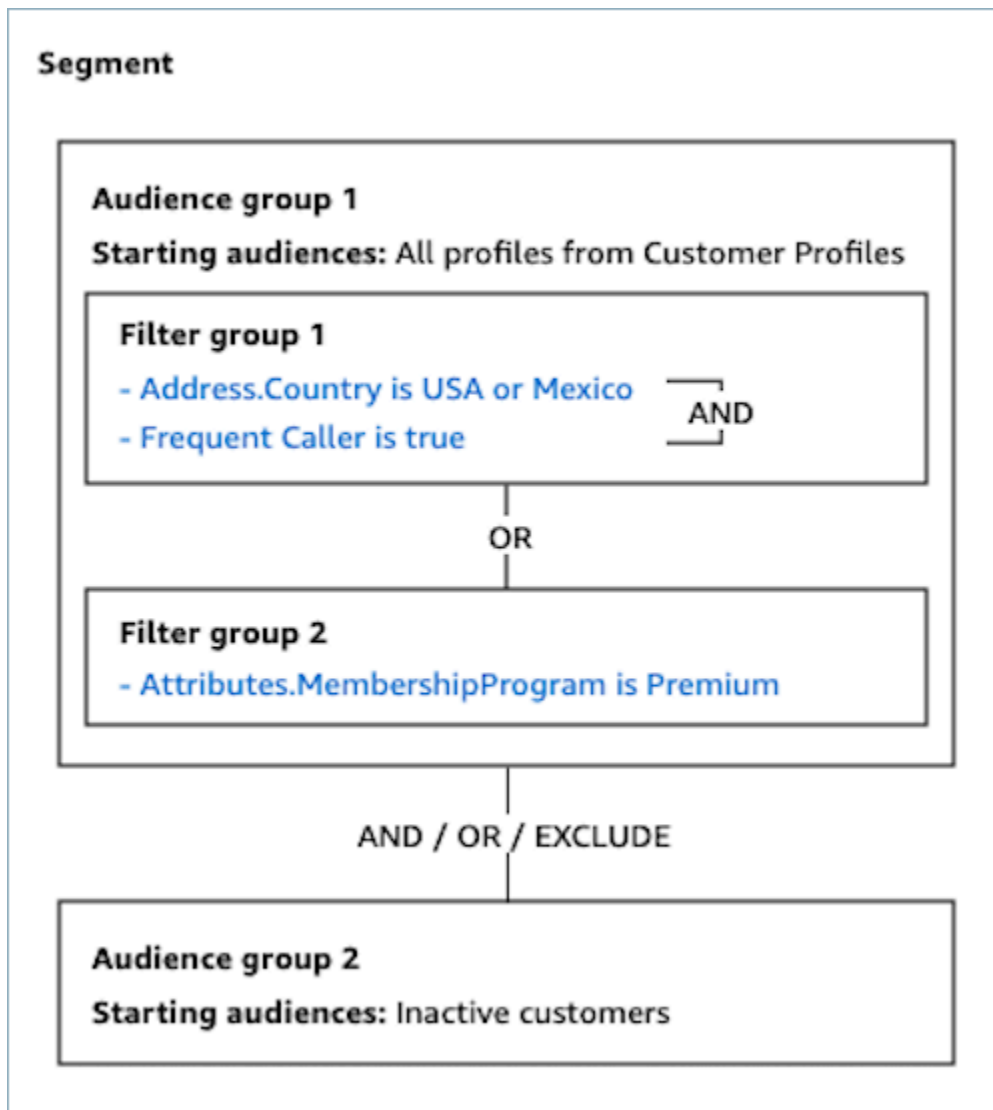 Segment
Audience group 1
Starting audiences: All profiles from Customer Profiles
Filter group 1
- Address.Country is USA or Mexico
- Frequent Caller is true
AND
OR
Filter group 2
- Attributes.MembershipProgram is Premium
AND / OR / EXCLUDE
Audience group 2
Starting audiences: Inactive customers